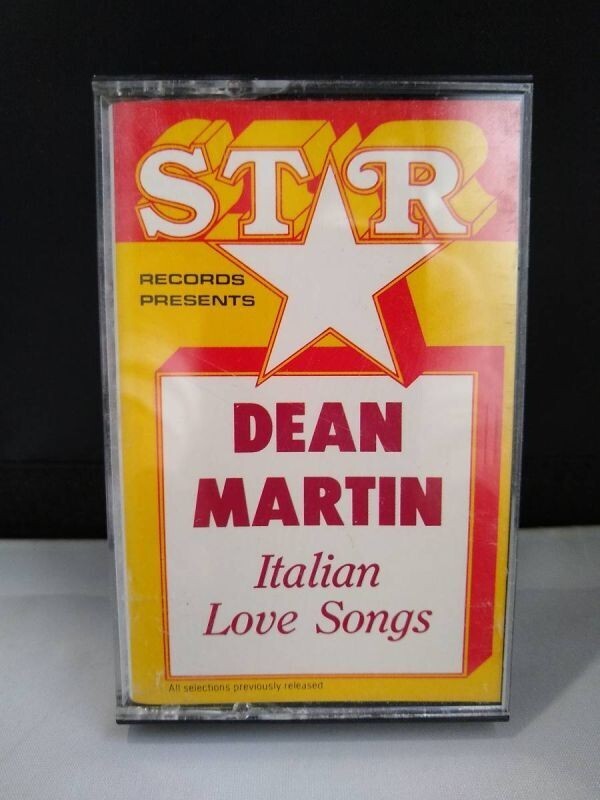 STAR
RECORDS
PRESENTS
DEAN
MARTIN
Italian
Love Songs
All selections previously released